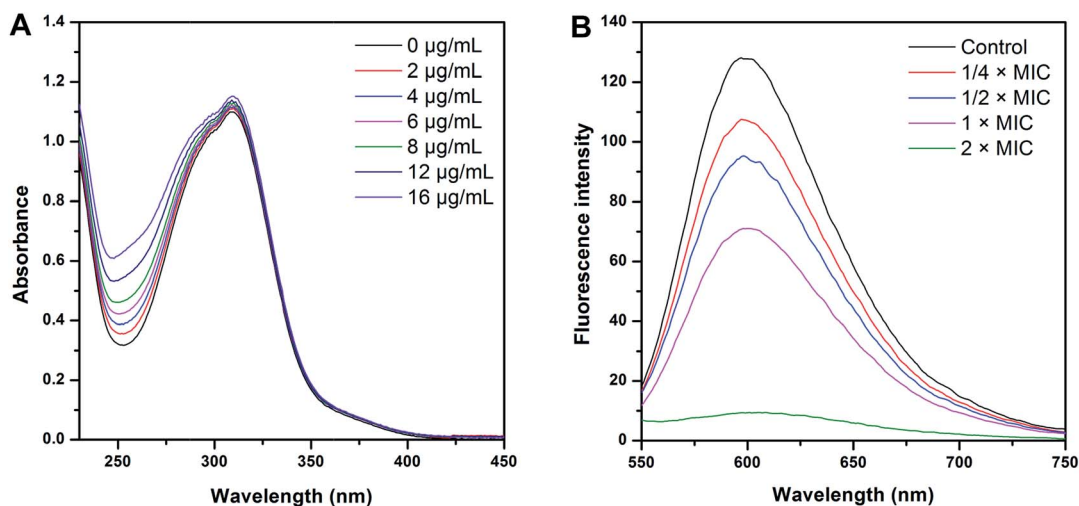 A
1.4
1.2
1.0
0.8
0.6
0.4
0.2
0.0
Absorbance
250
300
350
400
450
Wavelength (nm)
0 µg/mL
2 µg/mL
4 µg/mL
6 µg/mL
8 µg/mL
12 µg/mL
16 µg/mL
B
140
120
100
80
60
40
20
0
Fluorescence intensity
550
600
650
700
750
Wavelength (nm)
Control
1/4 × MIC
1/2 × MIC
1 × MIC
2 × MIC